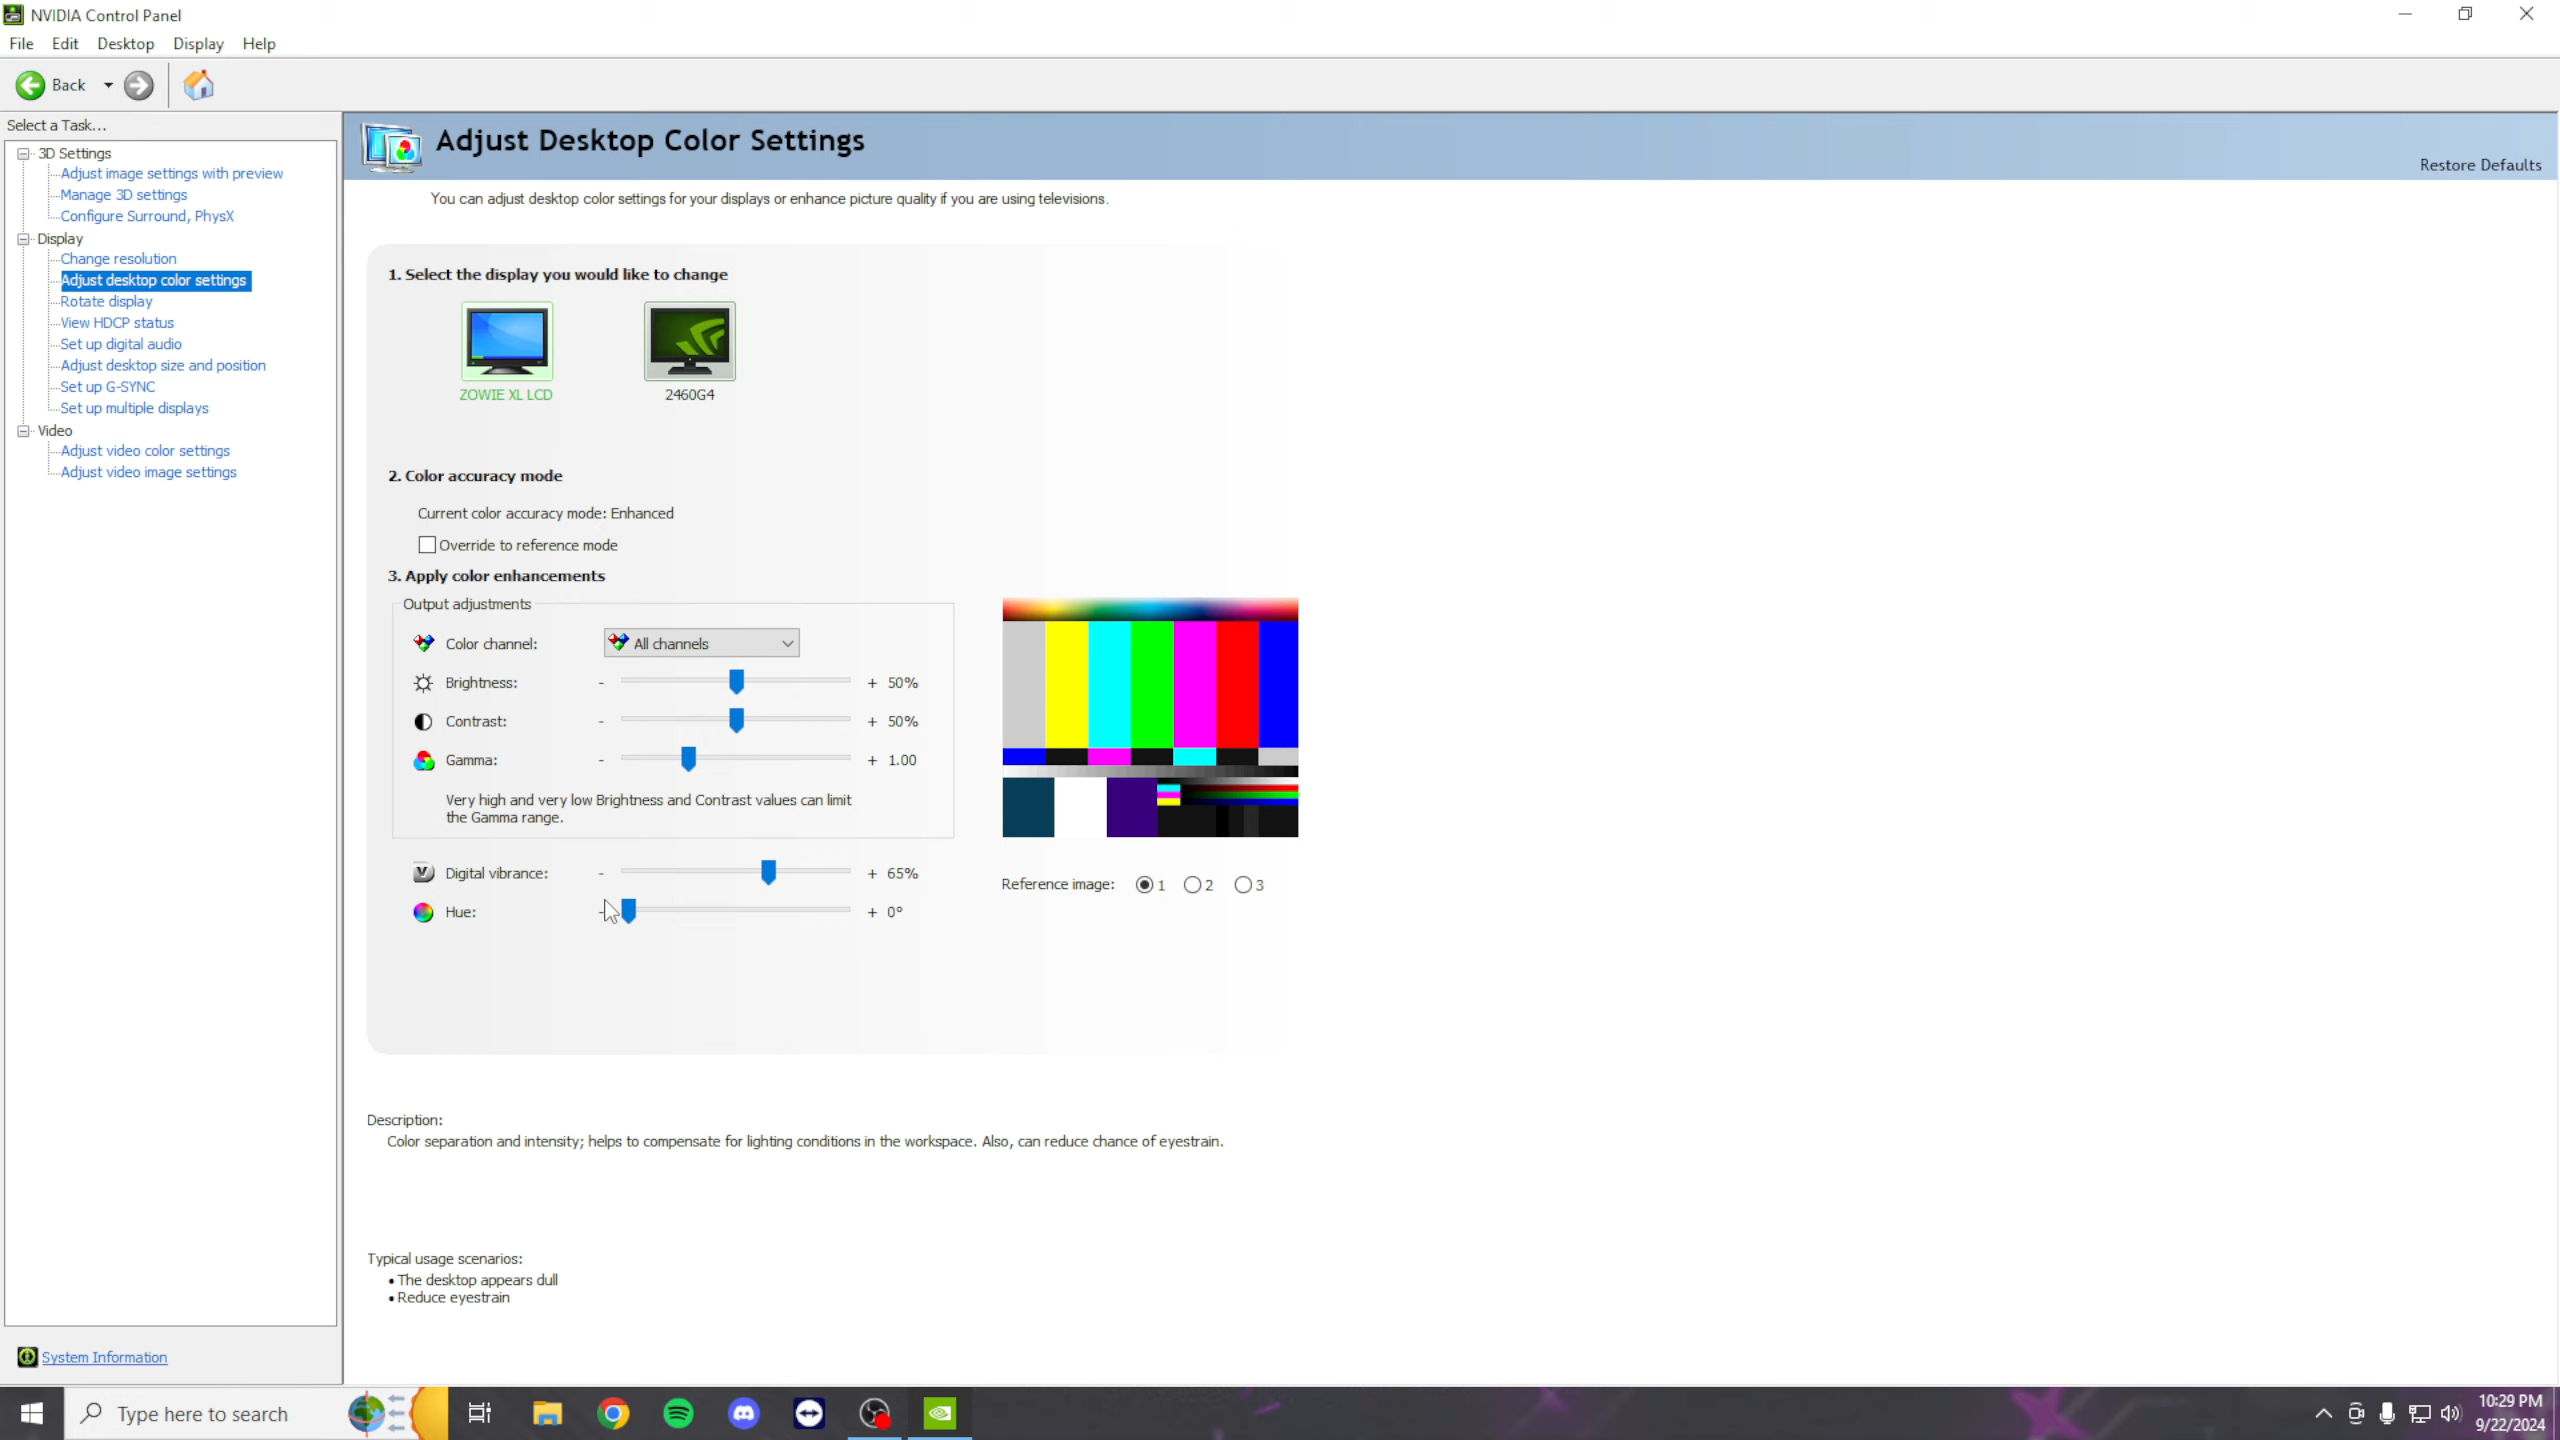 NVIDIA Control Panel
File Edit Desktop Display Help
Back
Select a Task...
3D Settings
Adjust image settings with preview
Manage 3D settings
Configure Surround, PhysX
Display
Change resolution
Adjust desktop color settings
Rotate display
View HDCP status
Set up digital audio
Adjust desktop size and position
Set up G-SYNC
Set up multiple displays
Video
Adjust video color settings
Adjust video image settings
System Information
Adjust Desktop Color Settings
Restore Defaults
You can adjust desktop color settings for your displays or enhance picture quality if you are using televisions.
1. Select the display you would like to change
ZOWIE XL LCD 2460G4
2. Color accuracy mode
Current color accuracy mode: Enhanced
Override to reference mode
3. Apply color enhancements
Output adjustments
Color channel: All channels
Brightness: - + 50%
Contrast: - + 50%
Gamma: - + 1.00
Very high and very low Brightness and Contrast values can limit
the Gamma range.
Digital vibrance: - + 65%
Hue: - + 0°
Reference image: 1 2 3
Description:
Color separation and intensity; helps to compensate for lighting conditions in the workspace. Also, can reduce chance of eyestrain.
Typical usage scenarios:
• The desktop appears dull
• Reduce eyestrain
Type here to search
10:29 PM
9/22/2024